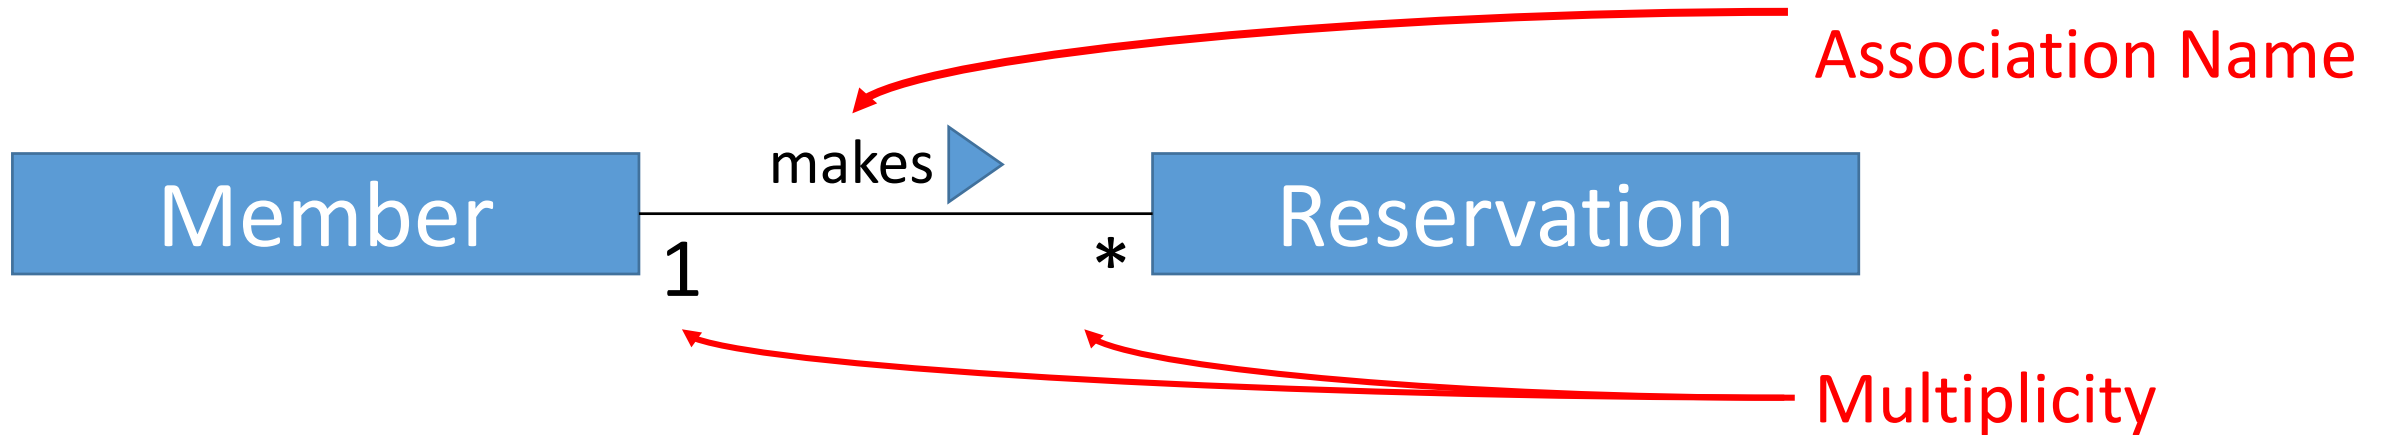 Association Name
makes
Member
Reservation
1
*
Multiplicity